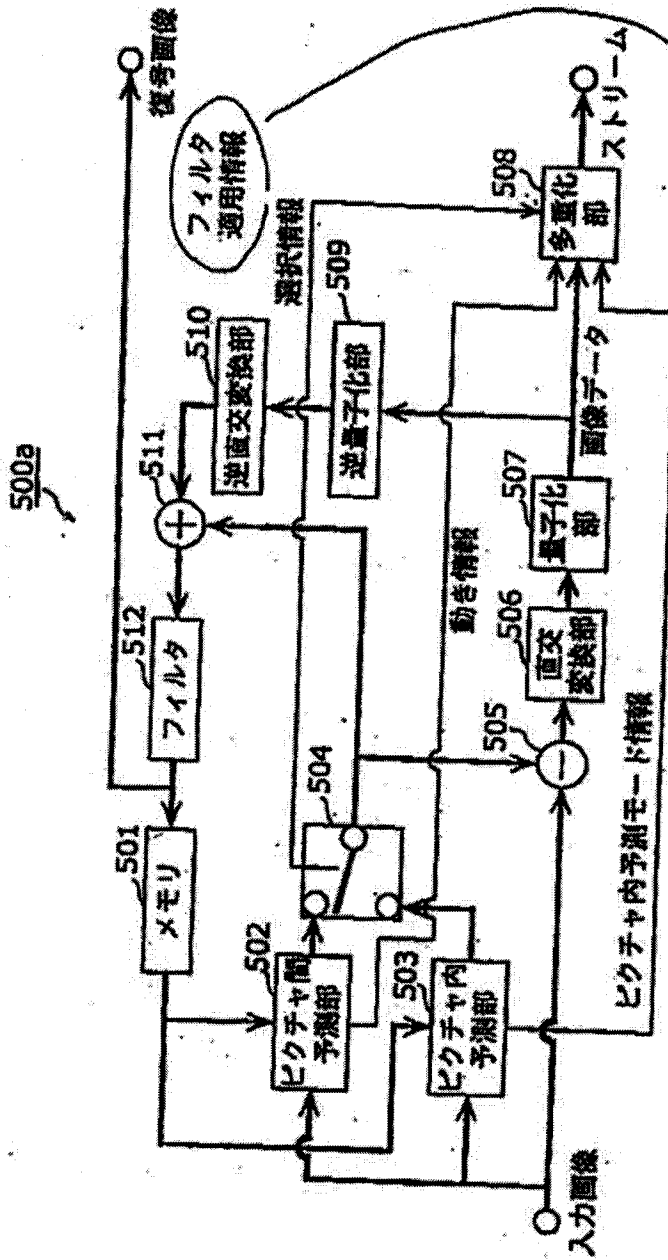 500a
復号画像
フィルタ
適用情報
501
メモリ
512
フィルタ
511
+
510
逆直交変換部
509
逆量子化部
選択情報
508
多重化
部
ストリーム
504
502
ピクチャ間
予測部
503
ピクチャ内
予測部
動き情報
505
-
506
直交
変換部
507
量子化
部
画像データ
ピクチャ内予測モード情報
入力画像